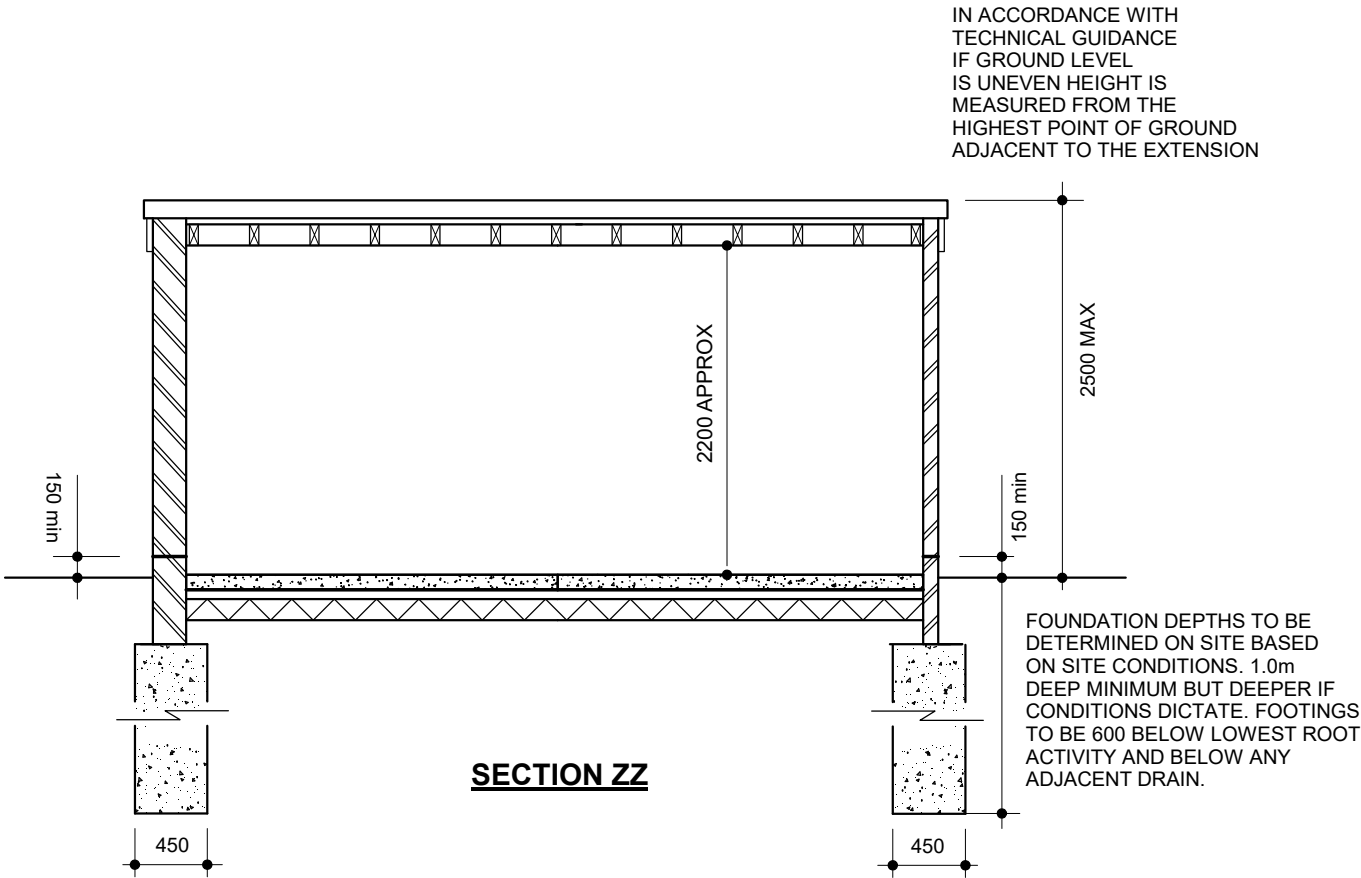 IN ACCORDANCE WITH
TECHNICAL GUIDANCE
IF GROUND LEVEL
IS UNEVEN HEIGHT IS
MEASURED FROM THE
HIGHEST POINT OF GROUND
ADJACENT TO THE EXTENSION
2200 APPROX
2500 MAX
150 min
150 min
FOUNDATION DEPTHS TO BE
DETERMINED ON SITE BASED
ON SITE CONDITIONS. 1.0m
DEEP MINIMUM BUT DEEPER IF
CONDITIONS DICTATE. FOOTINGS
TO BE 600 BELOW LOWEST ROOT
ACTIVITY AND BELOW ANY
ADJACENT DRAIN.
SECTION ZZ
450
450